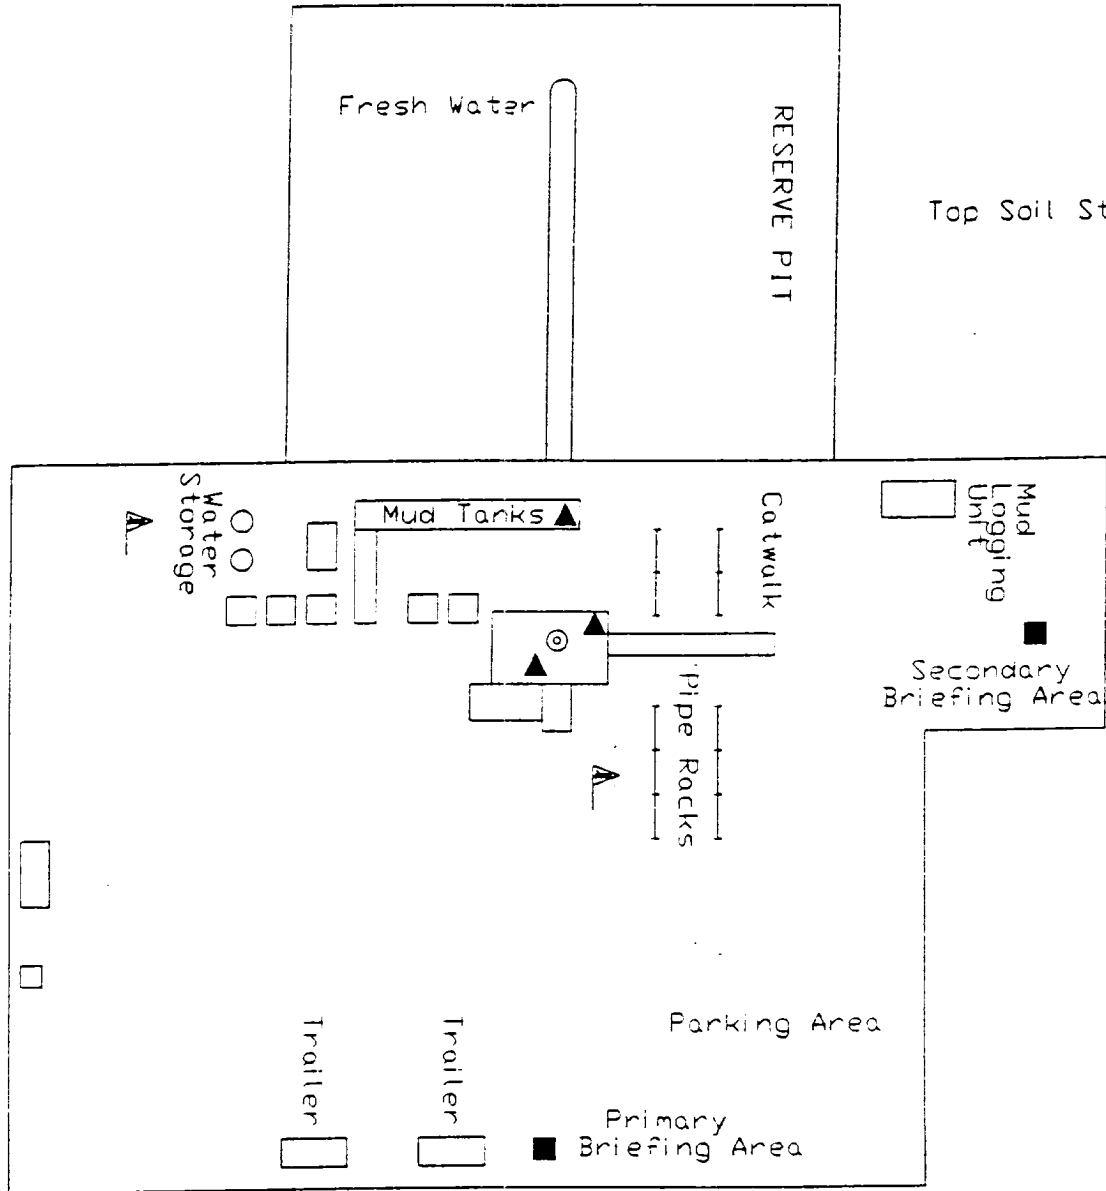 Fresh Water
RESERVE PIT
Top Soil St
Water
Storage
Mud Tanks
Catwalk
Mud
Logging
Unit
Secondary
Briefing Area
Pipe Racks
Parking Area
Trailer
Trailer
Primary
Briefing Area